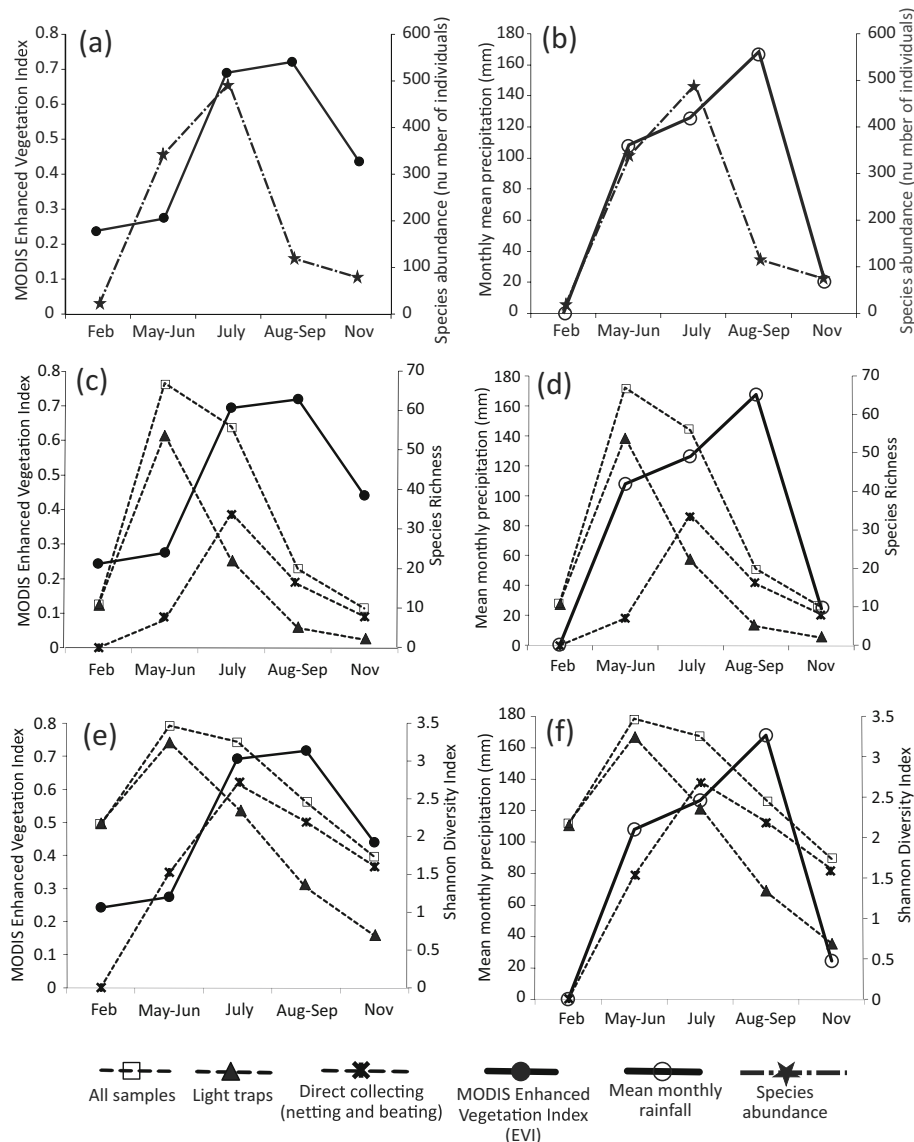 (a)
MODIS Enhanced Vegetation Index
0.8
0.7
0.6
0.5
0.4
0.3
0.2
0.1
0
Feb May-Jun July Aug-Sep Nov
600
500
400
300
200
100
0
Species abundance (nu mber of individuals)
(b)
Monthly mean precipitation (mm)
180
160
140
120
100
80
60
40
20
0
Feb May-Jun July Aug-Sep Nov
600
500
400
300
200
100
0
Species abundance (nu mber of individuals)
(c)
MODIS Enhanced Vegetation Index
0.8
0.7
0.6
0.5
0.4
0.3
0.2
0.1
0
Feb May-Jun July Aug-Sep Nov
70
60
50
40
30
20
10
0
Species Richness
(d)
Mean monthly precipitation (mm)
180
160
140
120
100
80
60
40
20
0
Feb May-Jun July Aug-Sep Nov
70
60
50
40
30
20
10
0
Species Richness
(e)
MODIS Enhanced Vegetation Index
0.8
0.7
0.6
0.5
0.4
0.3
0.2
0.1
0
Feb May-Jun July Aug-Sep Nov
3.5
3
2.5
2
1.5
1
0.5
0
Shannon Diversity Index
(f)
Mean monthly precipitation (mm)
180
160
140
120
100
80
60
40
20
0
Feb May-Jun July Aug-Sep Nov
3.5
3
2.5
2
1.5
1
0.5
0
Shannon Diversity Index
All samples
Light traps
Direct collecting
(netting and beating)
MODIS Enhanced
Vegetation Index
(EVI)
Mean monthly
rainfall
Species
abundance